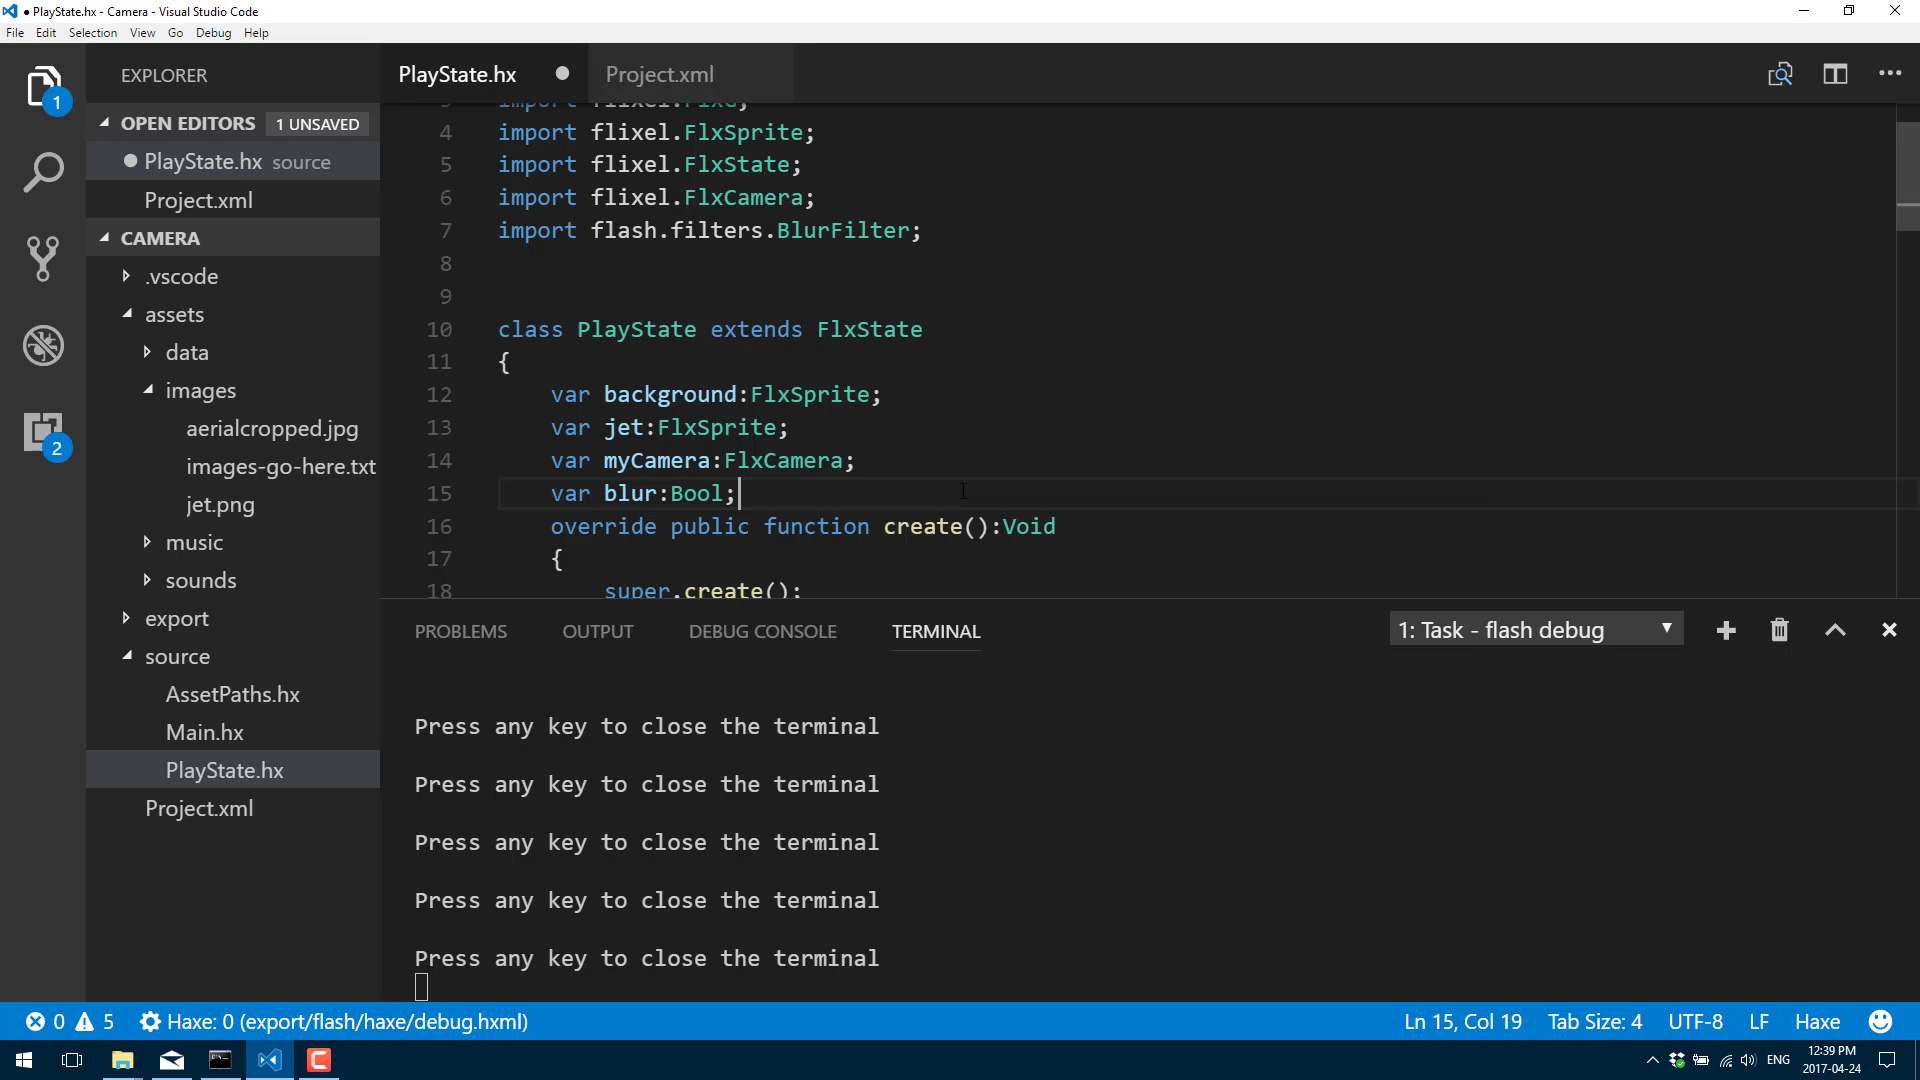 PlayState.hx - Camera - Visual Studio Code
File Edit Selection View Go Debug Help
EXPLORER
OPEN EDITORS 1 UNSAVED
PlayState.hx source
Project.xml
CAMERA
.vscode
assets
data
images
aerialcropped.jpg
images-go-here.txt
jet.png
music
sounds
export
source
AssetPaths.hx
Main.hx
PlayState.hx
Project.xml
1
2
PlayState.hx Project.xml
3 import flixel.FlxG;
4 import flixel.FlxSprite;
5 import flixel.FlxState;
6 import flixel.FlxCamera;
7 import flash.filters.BlurFilter;
8
9
10 class PlayState extends FlxState
11 {
12 var background:FlxSprite;
13 var jet:FlxSprite;
14 var myCamera:FlxCamera;
15 var blur:Bool;
16 override public function create():Void
17 {
18 super.create();
PROBLEMS OUTPUT DEBUG CONSOLE TERMINAL 1: Task - flash debug
Press any key to close the terminal
Press any key to close the terminal
Press any key to close the terminal
Press any key to close the terminal
Press any key to close the terminal
0 5 Haxe: 0 (export/flash/haxe/debug.hxml) Ln 15, Col 19 Tab Size: 4 UTF-8 LF Haxe
ENG 12:39 PM
2017-04-24